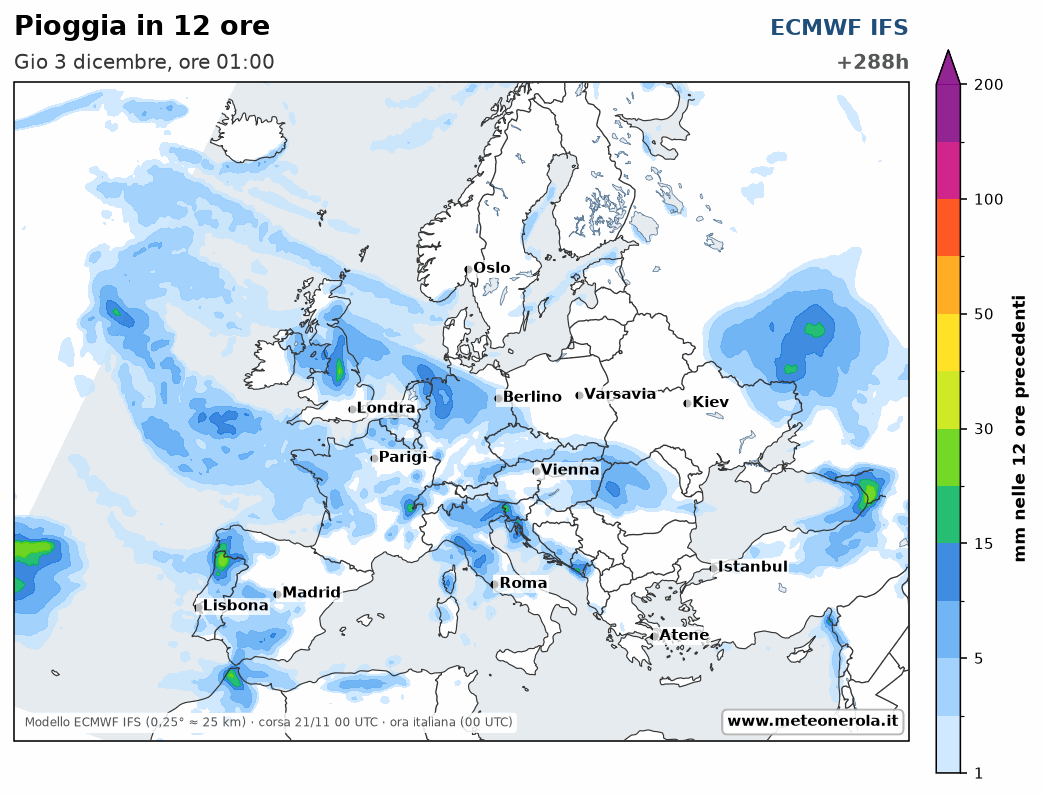 Pioggia in 12 ore
ECMWF IFS
Gio 3 dicembre, ore 01:00
+288h
200
100
50
30
15
5
1
mm nelle 12 ore precedenti
Oslo
Berlino
Varsavia
Kiev
Londra
Parigi
Vienna
Istanbul
Roma
Madrid
Lisbona
Atene
Modello ECMWF IFS (0,25° ≈ 25 km) · corsa 21/11 00 UTC · ora italiana (00 UTC)
www.meteonerola.it